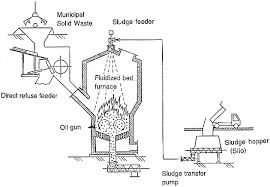 Municipal
Solid Waste
Sludge feeder
Fluidized bed
furnace
Direct refuse feeder
Oil gun
Sludge hopper
(Silo)
Sludge transfer
pump